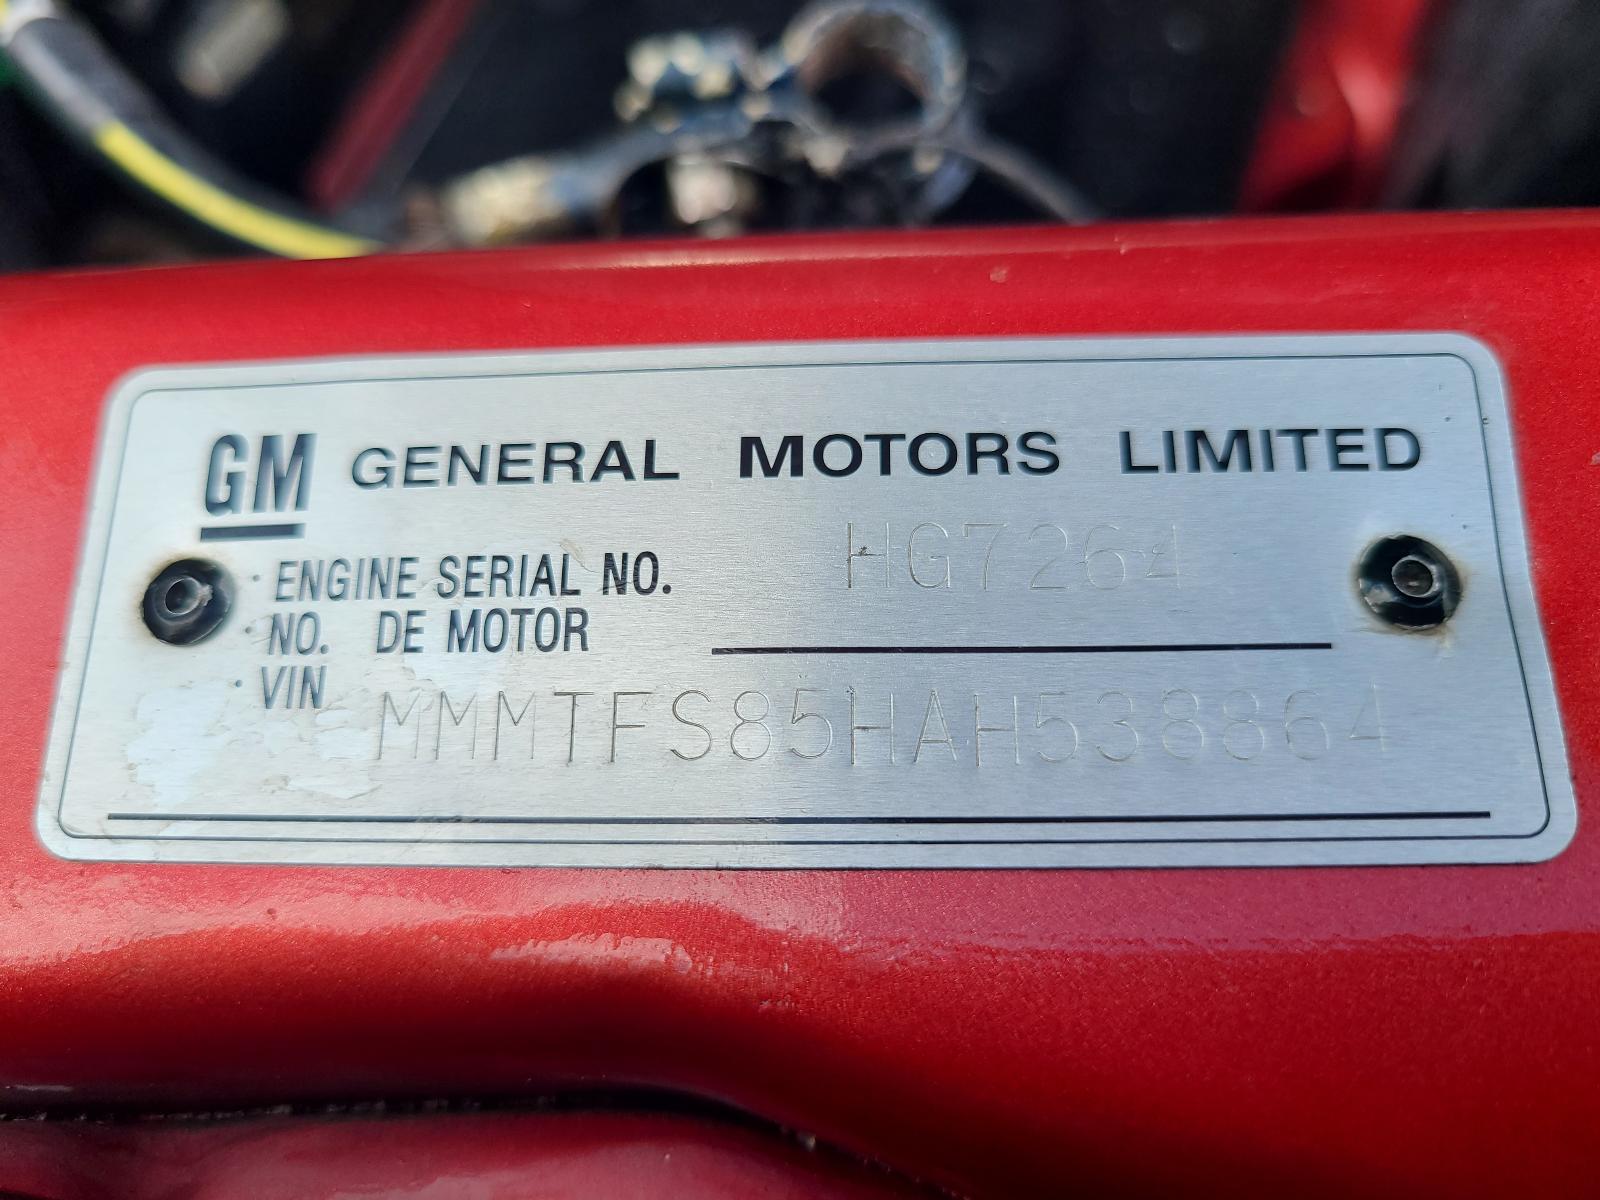 GM GENERAL MOTORS LIMITED
ENGINE SERIAL NO. HG7264
NO. DE MOTOR
VIN MMMTFS85HAH538864